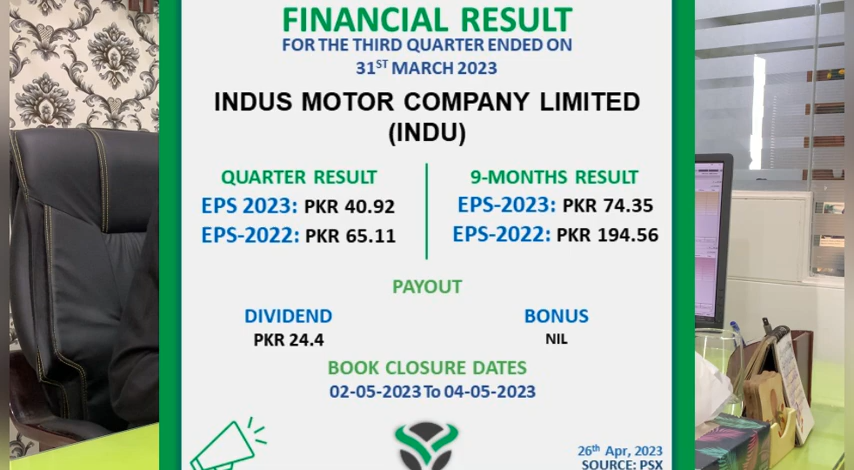 FINANCIAL RESULT
FOR THE THIRD QUARTER ENDED ON
31ST MARCH 2023
INDUS MOTOR COMPANY LIMITED
(INDU)
QUARTER RESULT
EPS 2023: PKR 40.92
EPS-2022: PKR 65.11
9-MONTHS RESULT
EPS-2023: PKR 74.35
EPS-2022: PKR 194.56
PAYOUT
DIVIDEND
PKR 24.4
BONUS
NIL
BOOK CLOSURE DATES
02-05-2023 To 04-05-2023
26th Apr, 2023
SOURCE: PSX